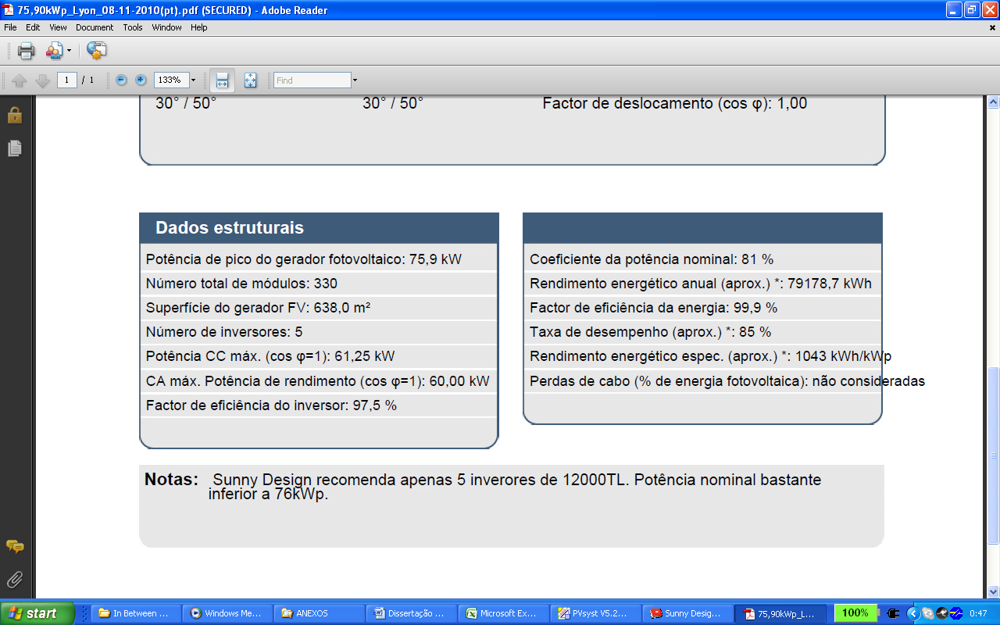 75,90kWp_Lyon_08-11-2010(pt).pdf (SECURED) - Adobe Reader
File Edit View Document Tools Window Help
1 / 1 133% Find
30° / 50° 30° / 50° Factor de deslocamento (cos φ): 1,00
Dados estruturais
Potência de pico do gerador fotovoltaico: 75,9 kW
Número total de módulos: 330
Superfície do gerador FV: 638,0 m²
Número de inversores: 5
Potência CC máx. (cos φ=1): 61,25 kW
CA máx. Potência de rendimento (cos φ=1): 60,00 kW
Factor de eficiência do inversor: 97,5 %
Coeficiente da potência nominal: 81 %
Rendimento energético anual (aprox.) *: 79178,7 kWh
Factor de eficiência da energia: 99,9 %
Taxa de desempenho (aprox.) *: 85 %
Rendimento energético espec. (aprox.) *: 1043 kWh/kWp
Perdas de cabo (% de energia fotovoltaica): não consideradas
Notas: Sunny Design recomenda apenas 5 inverores de 12000TL. Potência nominal bastante
inferior a 76kWp.
start In Between ... Windows Me... ANEXOS Dissertação ... Microsoft Ex... PVsyst V5.2... Sunny Desig... 75,90kWp_L... 100% 0:47